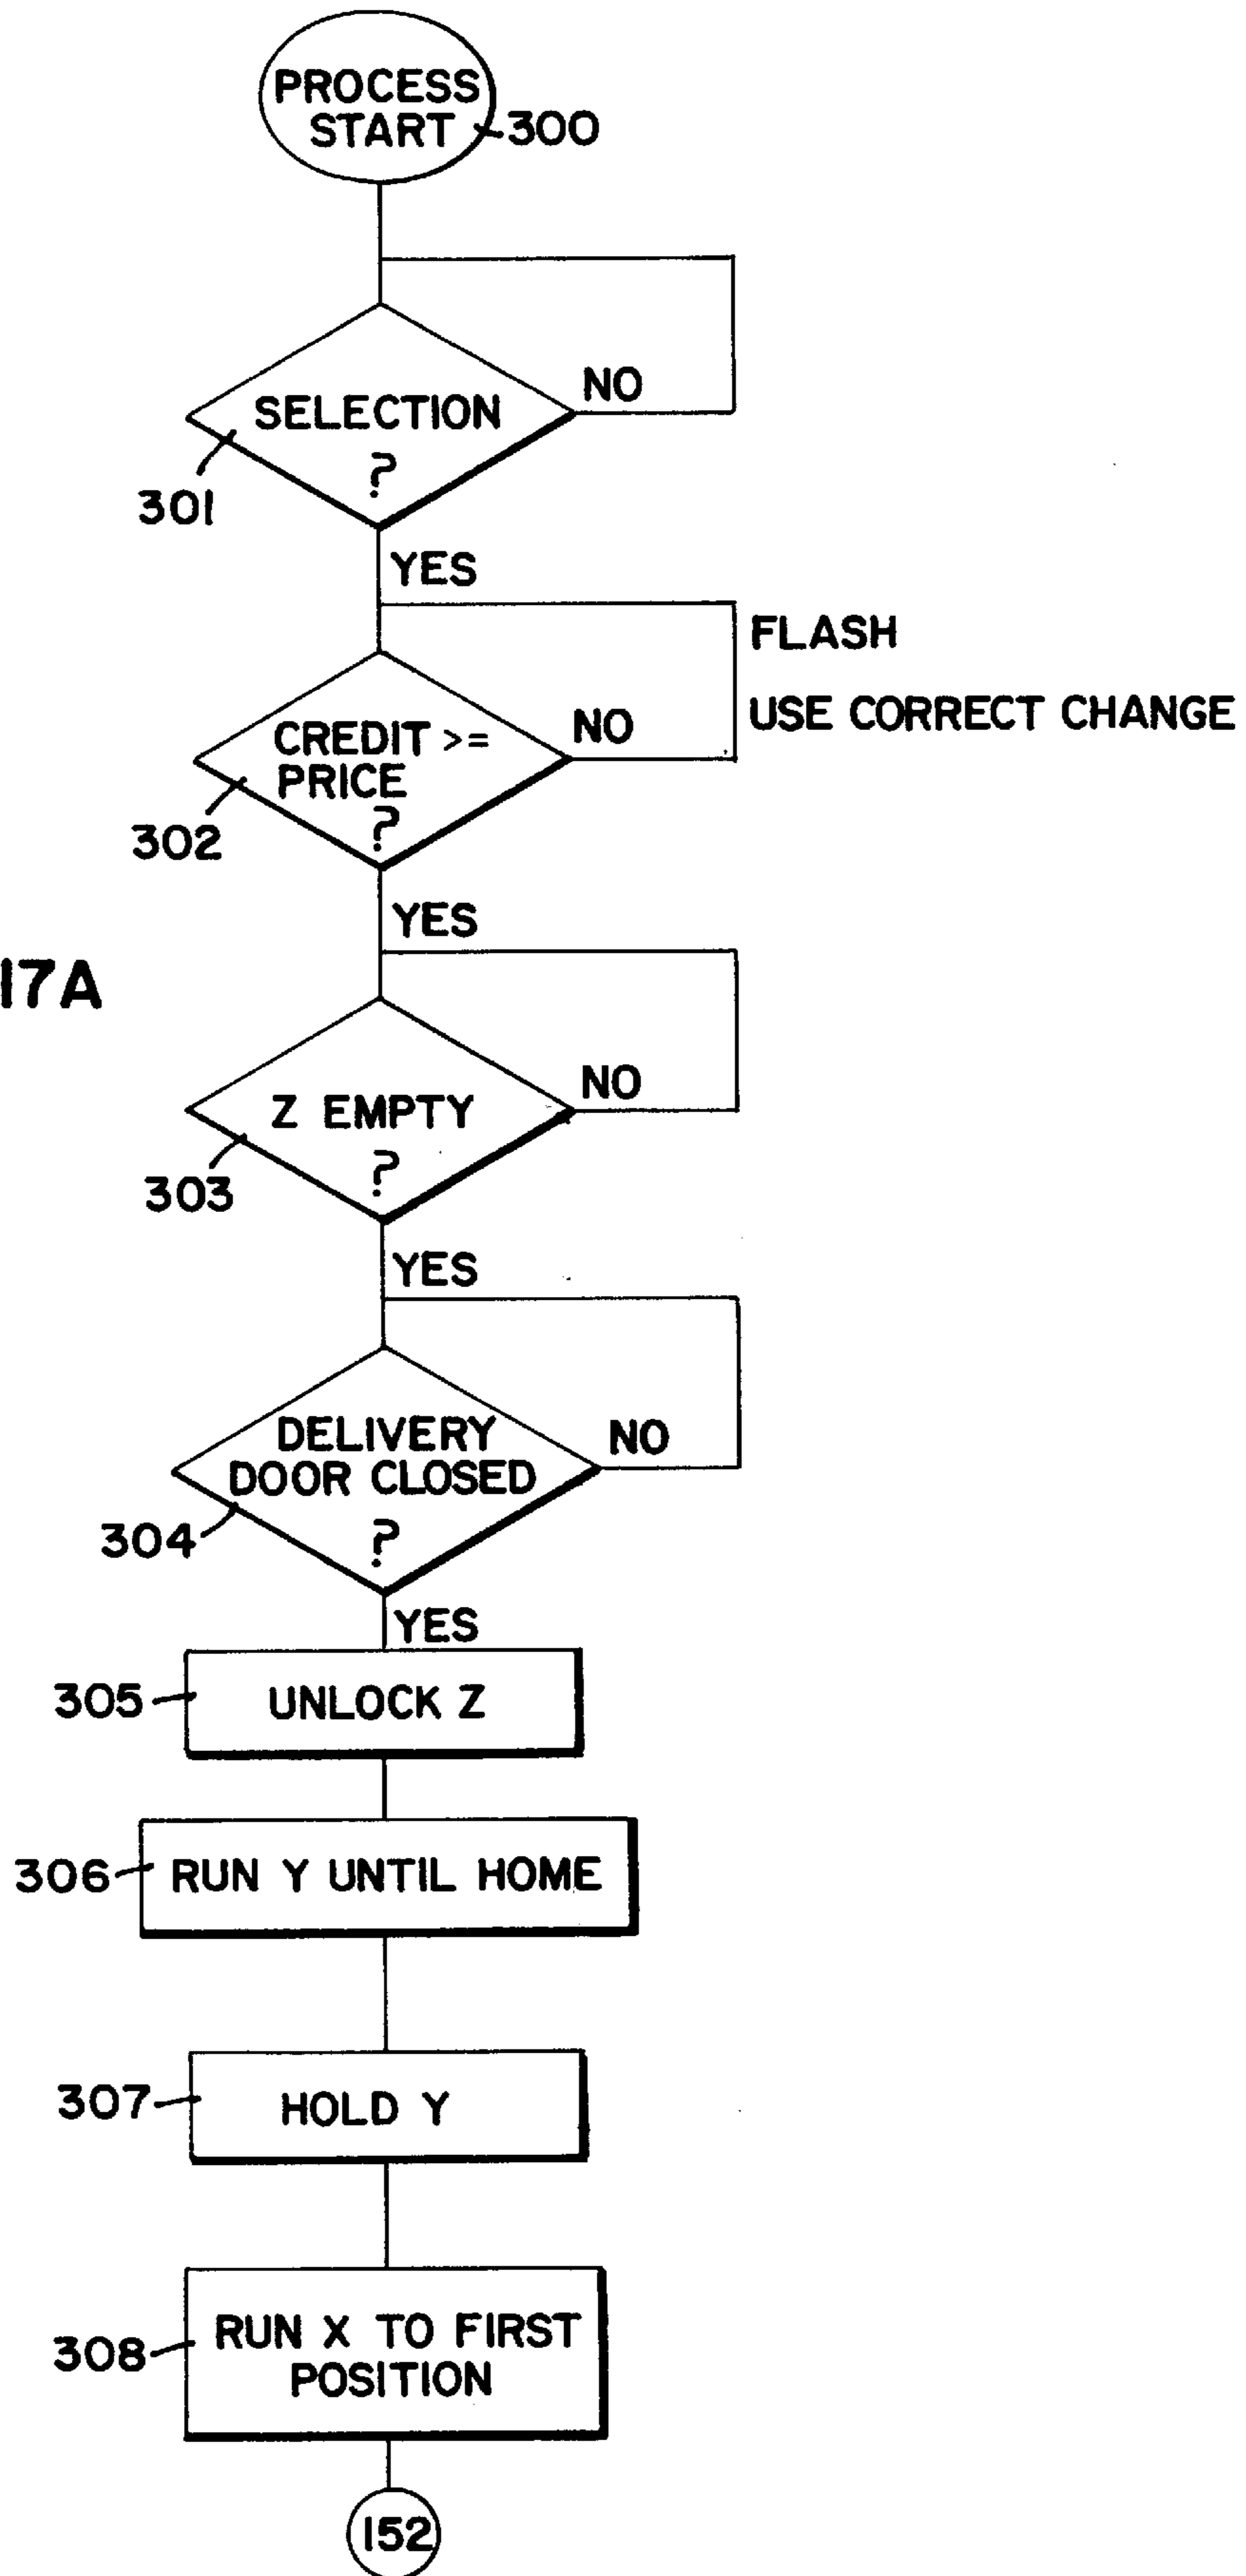 PROCESS
START
300
NO
SELECTION
?
301
YES
FLASH
USE CORRECT CHANGE
NO
CREDIT >=
PRICE
?
302
YES
17A
NO
Z EMPTY
?
303
YES
NO
DELIVERY
DOOR CLOSED
?
304
YES
305
UNLOCK Z
306
RUN Y UNTIL HOME
307
HOLD Y
308
RUN X TO FIRST
POSITION
152